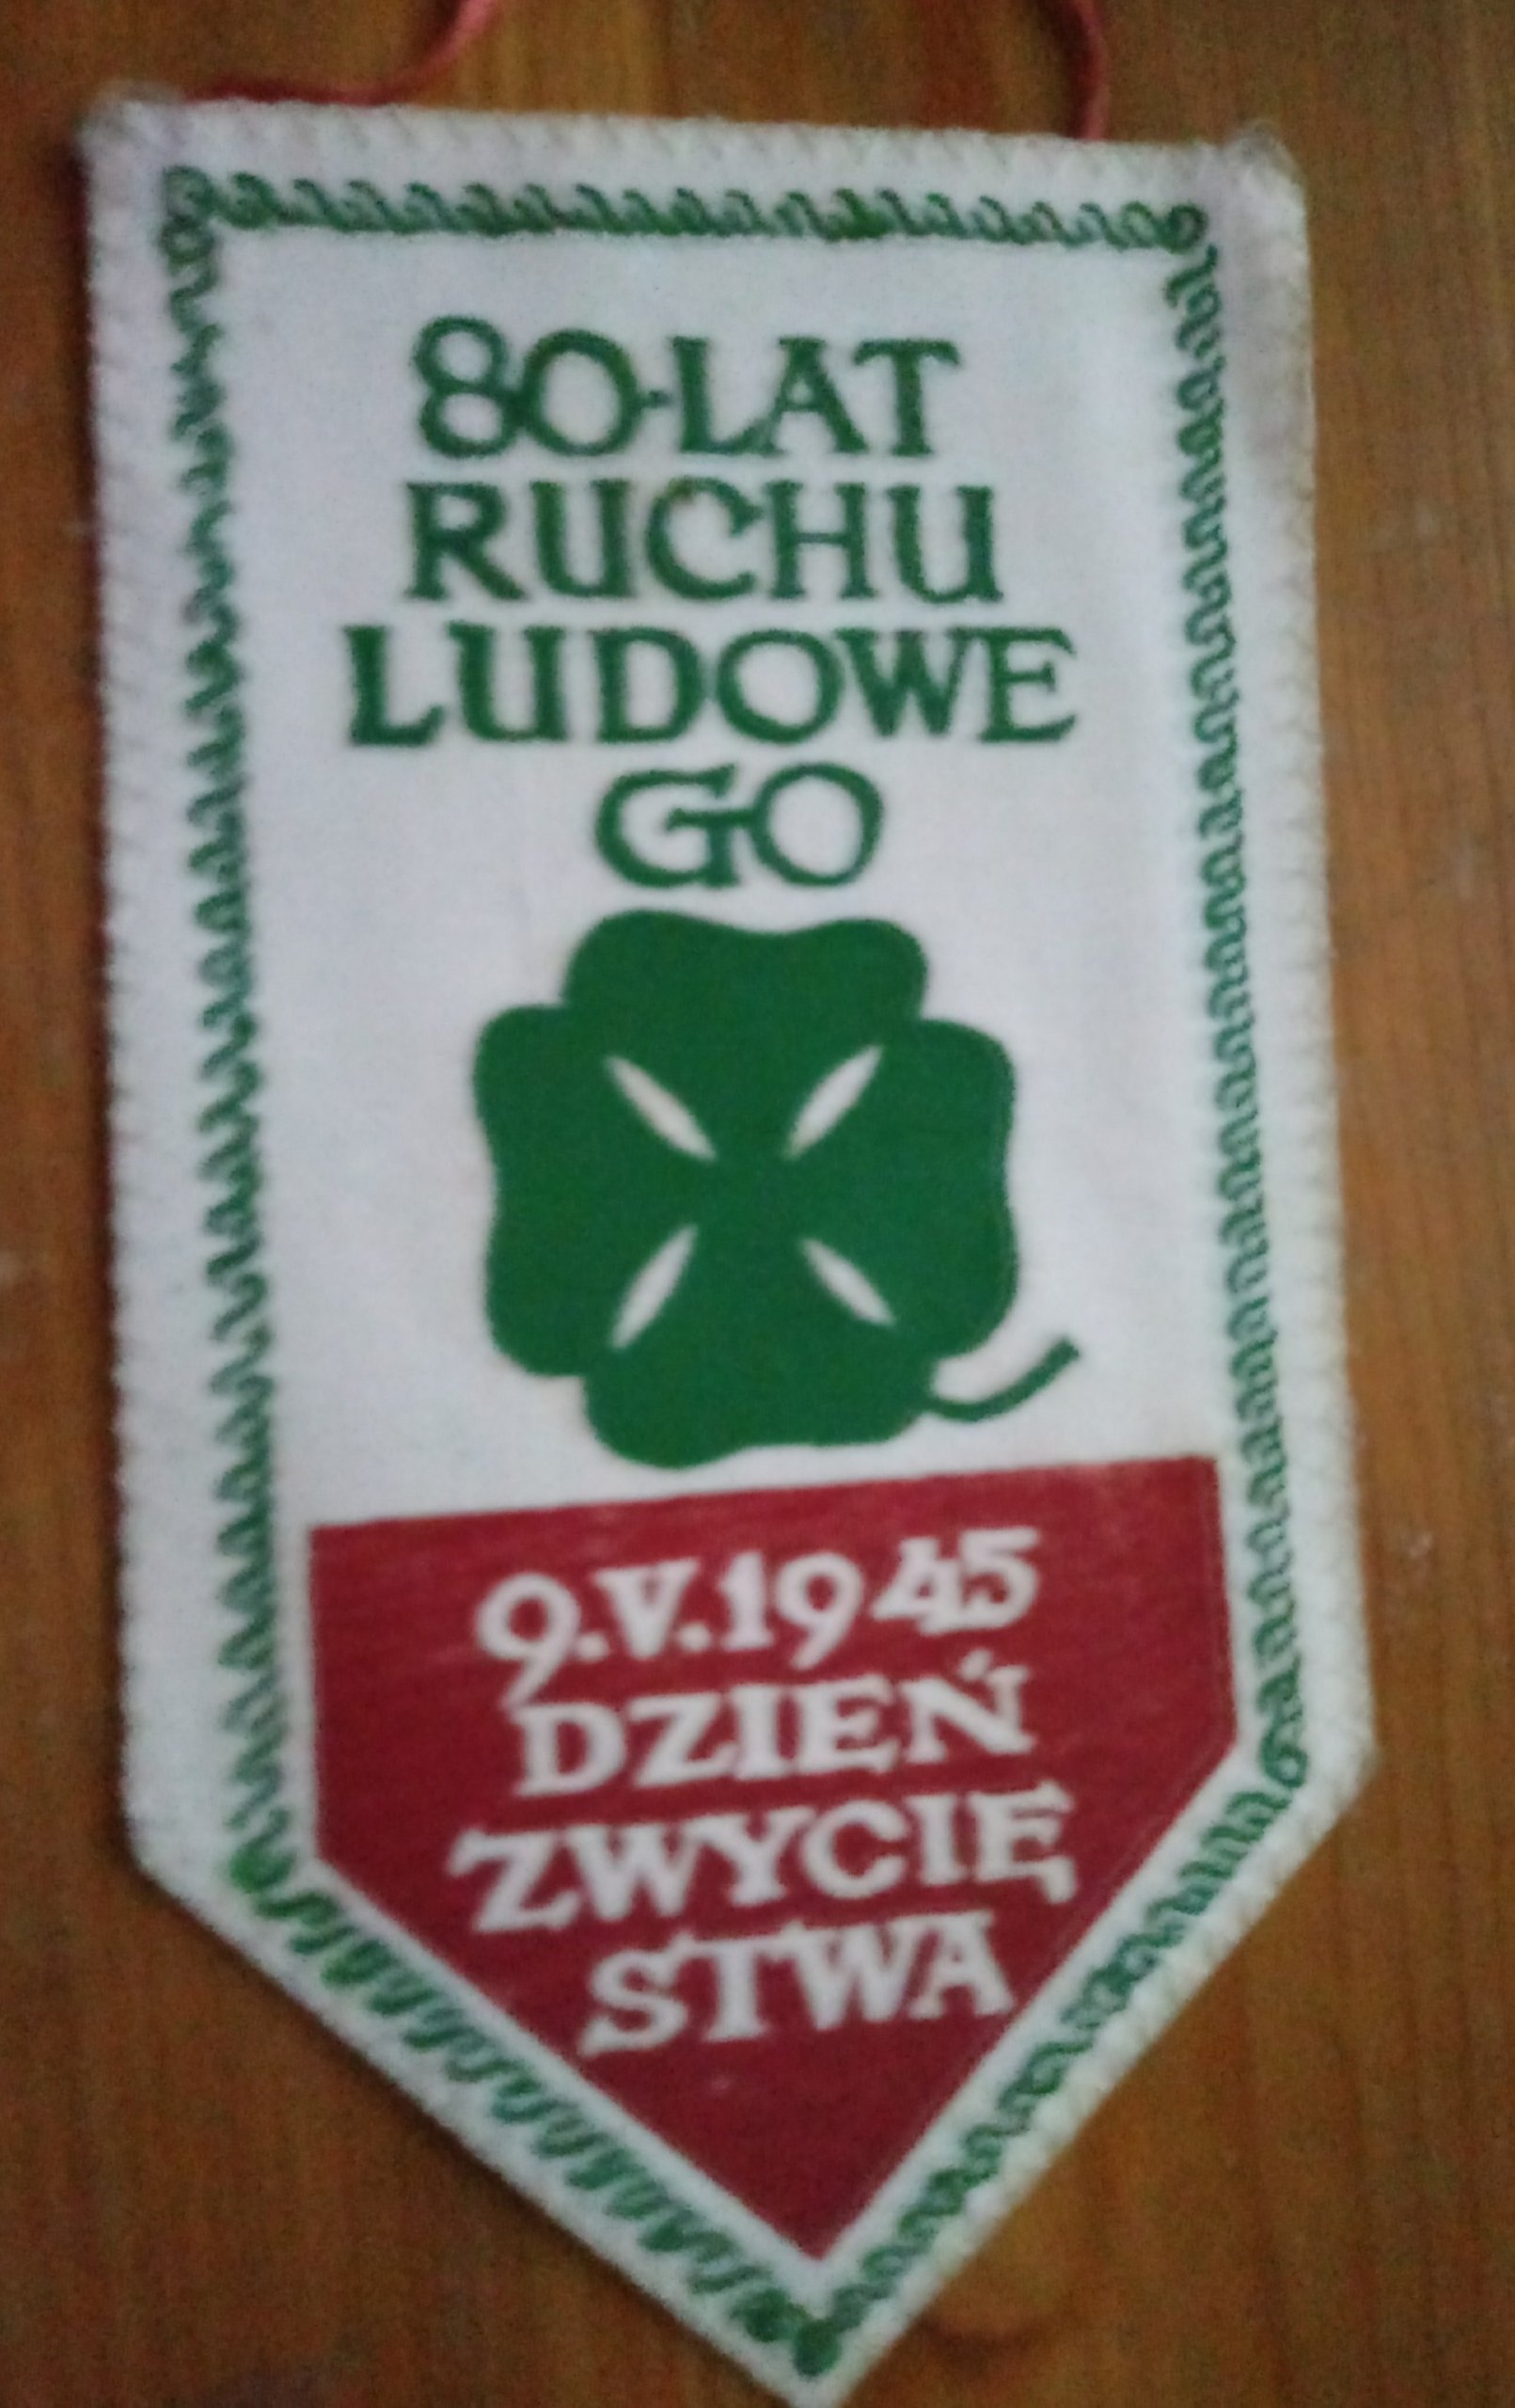 80-LAT
RUCHU
LUDOWE
GO
9.V.1945
DZIEŃ
ZWYCIĘ
STWA